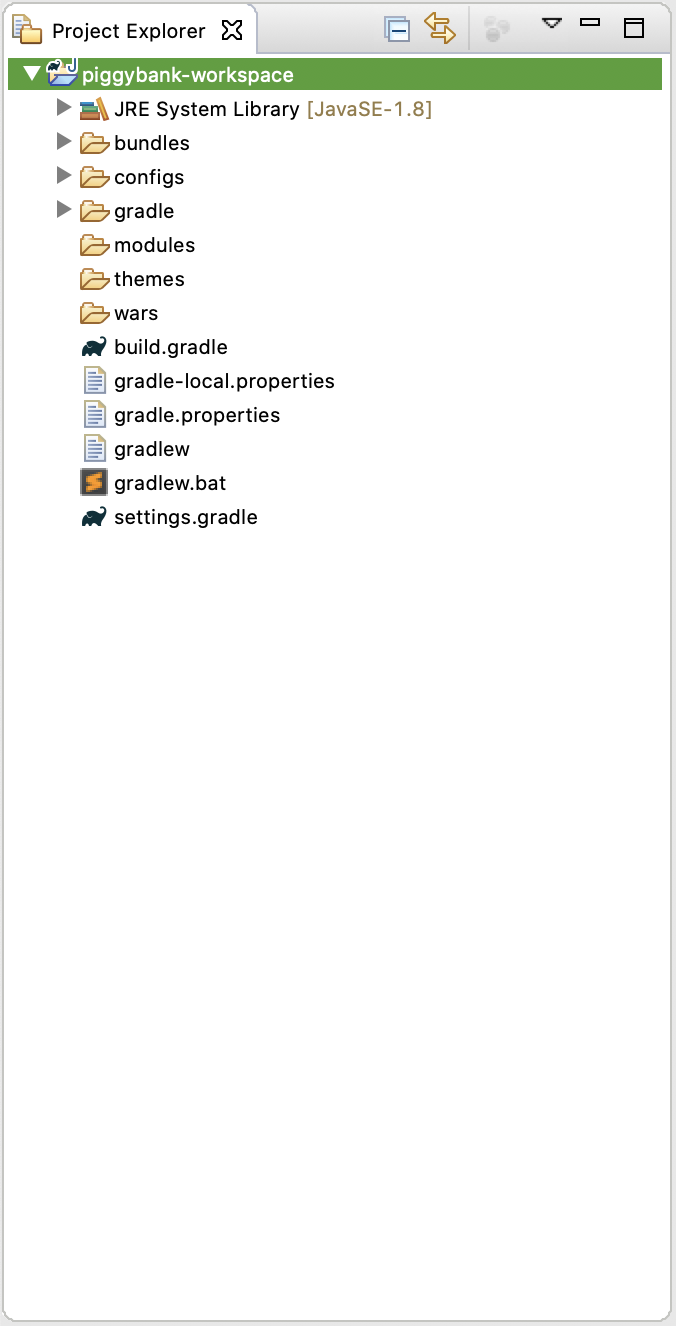 Project Explorer
piggybank-workspace
JRE System Library [JavaSE-1.8]
bundles
configs
gradle
modules
themes
wars
build.gradle
gradle-local.properties
gradle.properties
gradlew
gradlew.bat
settings.gradle